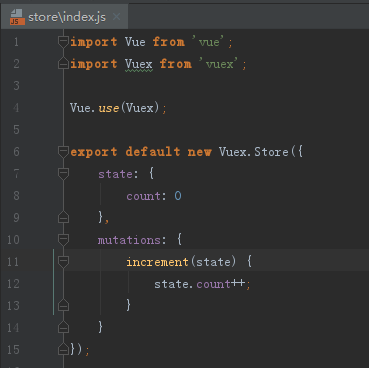 store\index.js
JS
1 import Vue from 'vue';
2 import Vuex from 'vuex';
3
4 Vue.use(Vuex);
5
6 export default new Vuex.Store({
7     state: {
8         count: 0
9     },
10     mutations: {
11         increment(state) {
12             state.count++;
13         }
14     }
15 });